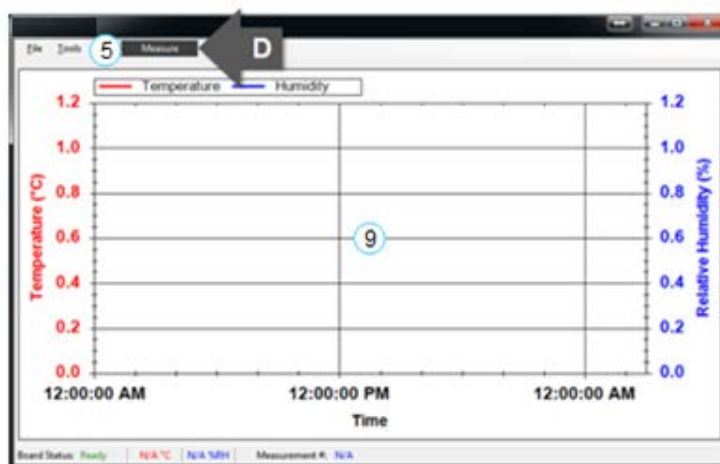 File Tools 5 Measure D
Temperature Humidity
1.2 1.2
1.0 1.0
0.8 0.8
Temperature (°C)
0.6 9 0.6
Relative Humidity (%)
0.4 0.4
0.2 0.2
0.0 0.0
12:00:00 AM 12:00:00 PM 12:00:00 AM
Time
Board Status: Ready N/A °C N/A %RH Measurement #: N/A